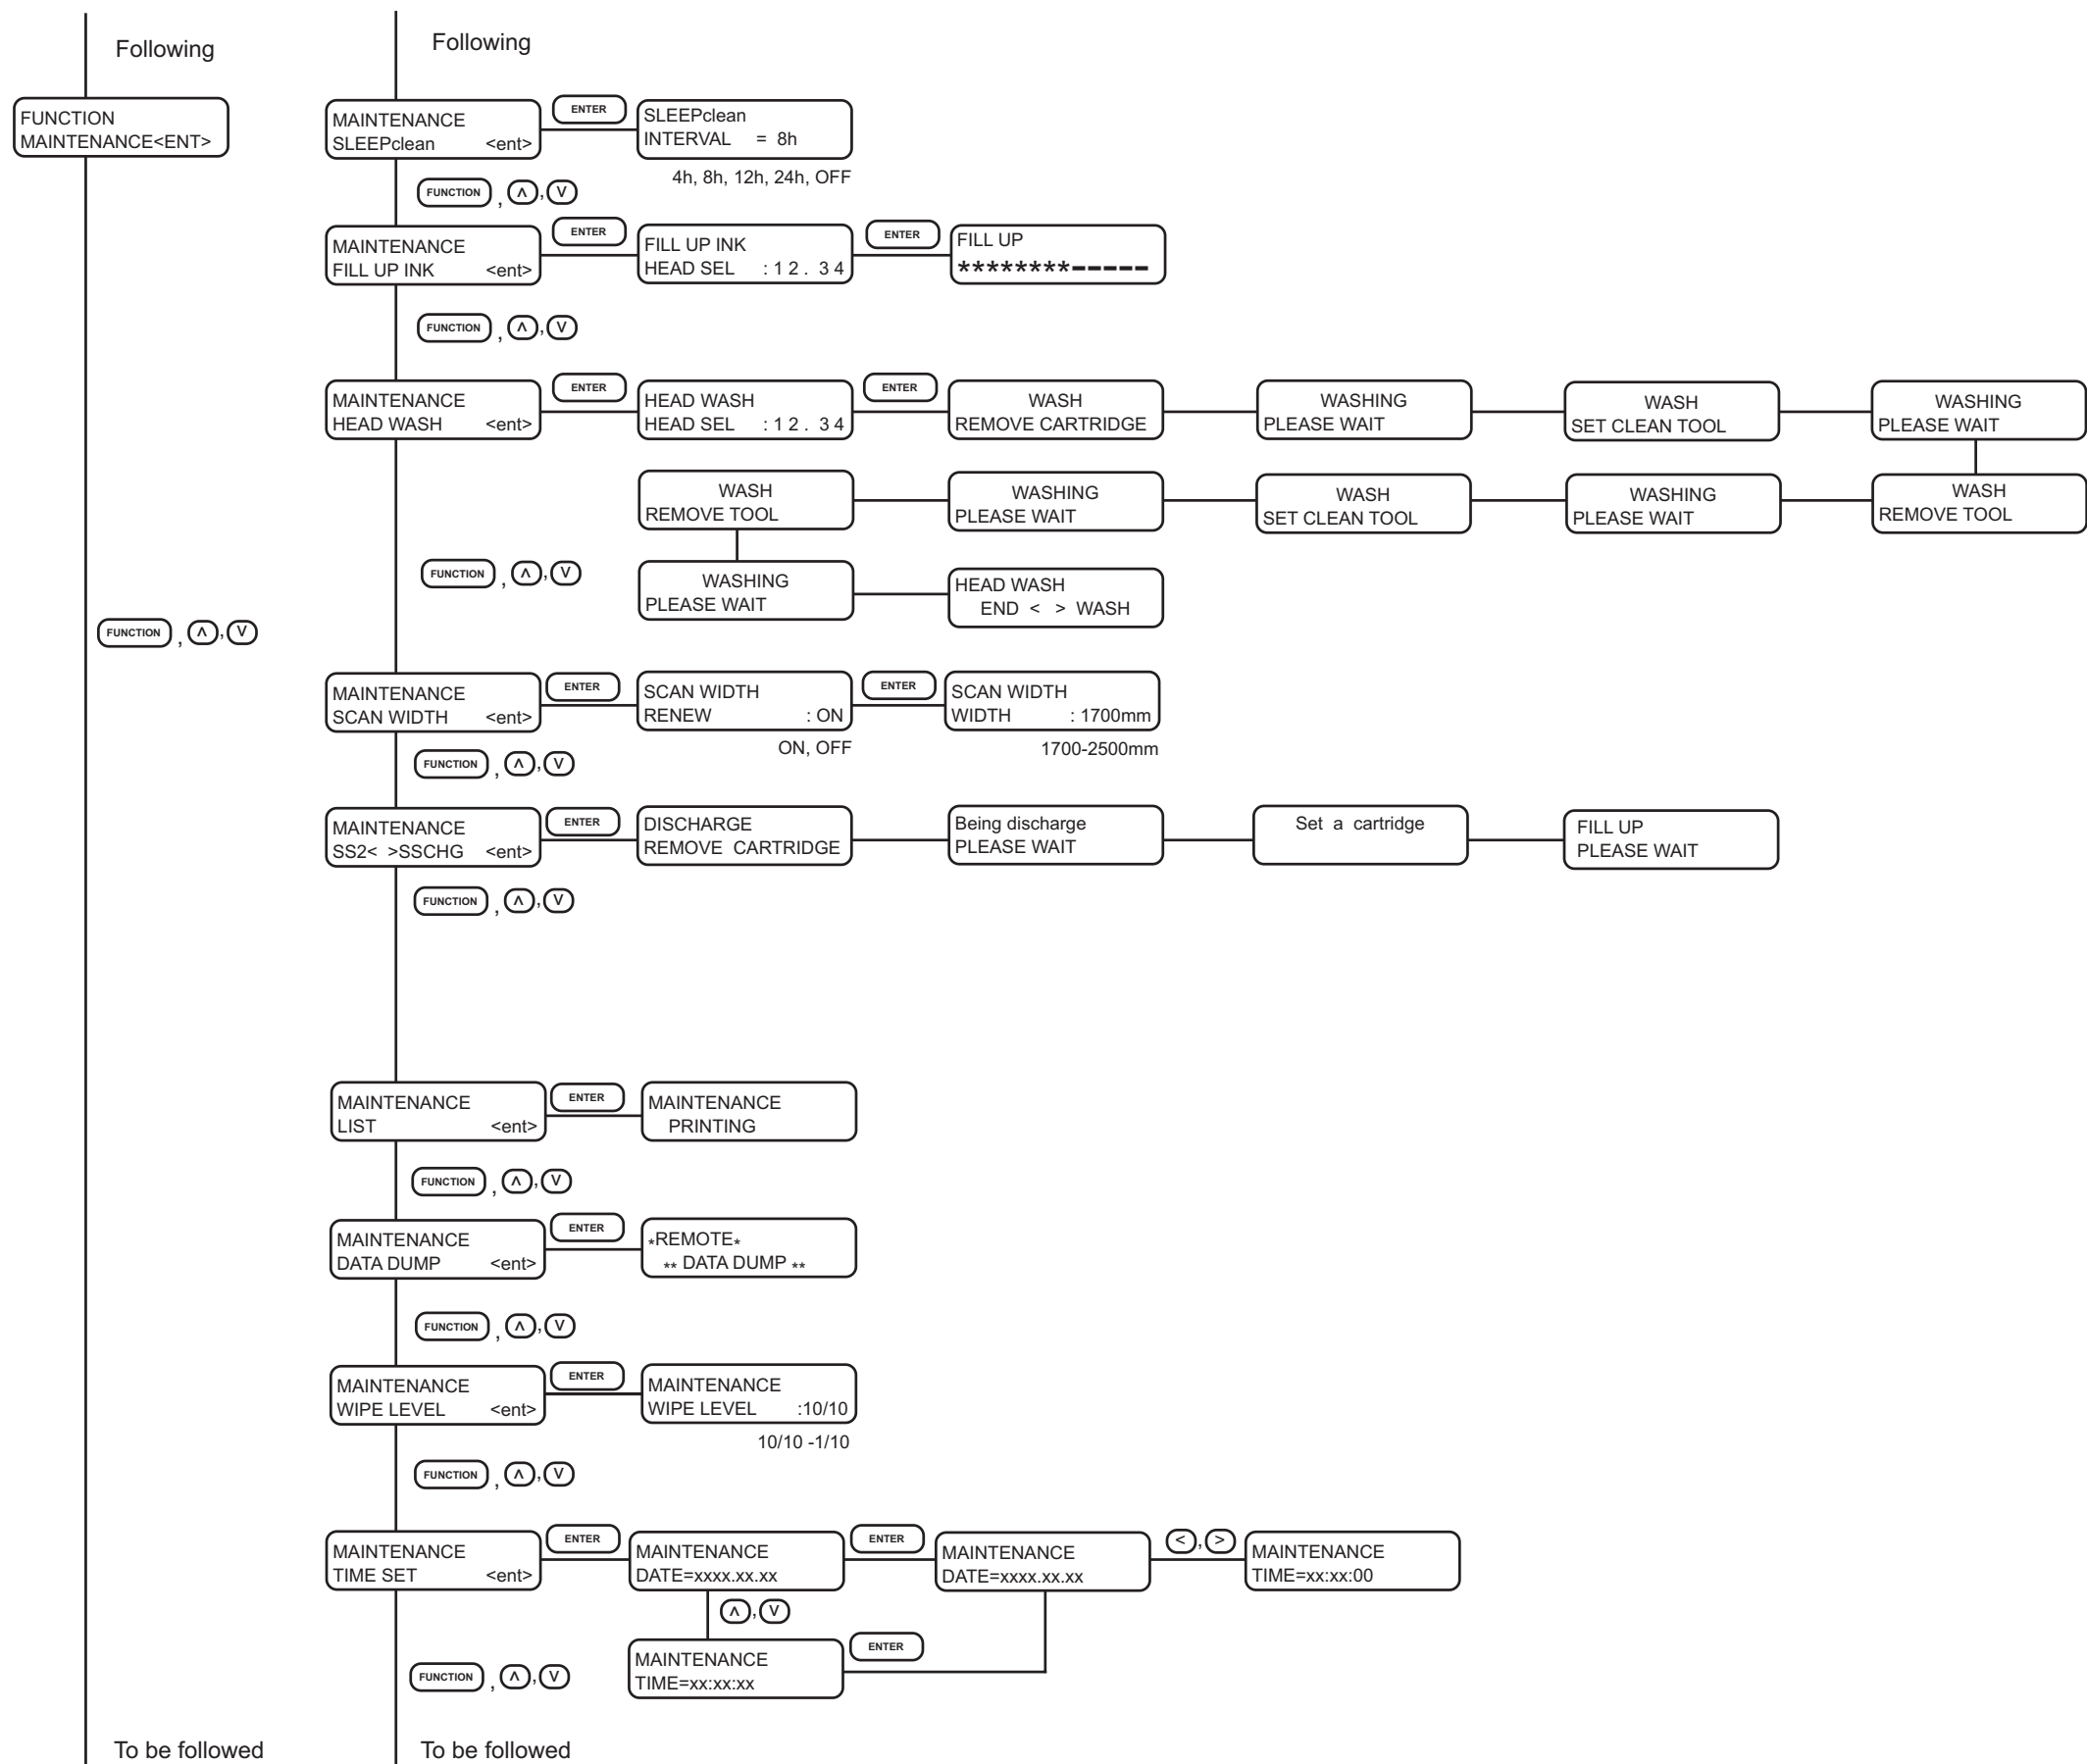 Following
Following
FUNCTION
MAINTENANCE<ENT>
MAINTENANCE
SLEEPclean <ent>
ENTER
SLEEPclean
INTERVAL = 8h
4h, 8h, 12h, 24h, OFF
FUNCTION , ∧, ∨
MAINTENANCE
FILL UP INK <ent>
ENTER
FILL UP INK
HEAD SEL : 1 2 . 3 4
ENTER
FILL UP
********-----
FUNCTION , ∧, ∨
MAINTENANCE
HEAD WASH <ent>
ENTER
HEAD WASH
HEAD SEL : 1 2 . 3 4
ENTER
WASH
REMOVE CARTRIDGE
WASHING
PLEASE WAIT
WASH
SET CLEAN TOOL
WASHING
PLEASE WAIT
WASH
REMOVE TOOL
WASHING
PLEASE WAIT
WASH
SET CLEAN TOOL
WASHING
PLEASE WAIT
WASH
REMOVE TOOL
WASHING
PLEASE WAIT
HEAD WASH
END < > WASH
FUNCTION , ∧, ∨
FUNCTION , ∧, ∨
MAINTENANCE
SCAN WIDTH <ent>
ENTER
SCAN WIDTH
RENEW : ON
ON, OFF
ENTER
SCAN WIDTH
WIDTH : 1700mm
1700-2500mm
FUNCTION , ∧, ∨
MAINTENANCE
SS2< >SSCHG <ent>
ENTER
DISCHARGE
REMOVE CARTRIDGE
Being discharge
PLEASE WAIT
Set a cartridge
FILL UP
PLEASE WAIT
FUNCTION , ∧, ∨
MAINTENANCE
LIST <ent>
ENTER
MAINTENANCE
PRINTING
FUNCTION , ∧, ∨
MAINTENANCE
DATA DUMP <ent>
ENTER
*REMOTE*
** DATA DUMP **
FUNCTION , ∧, ∨
MAINTENANCE
WIPE LEVEL <ent>
ENTER
MAINTENANCE
WIPE LEVEL :10/10
10/10 -1/10
FUNCTION , ∧, ∨
MAINTENANCE
TIME SET <ent>
ENTER
MAINTENANCE
DATE=xxxx.xx.xx
ENTER
MAINTENANCE
DATE=xxxx.xx.xx
<, >
MAINTENANCE
TIME=xx:xx:00
∧, ∨
MAINTENANCE
TIME=xx:xx:xx
ENTER
FUNCTION , ∧, ∨
To be followed
To be followed